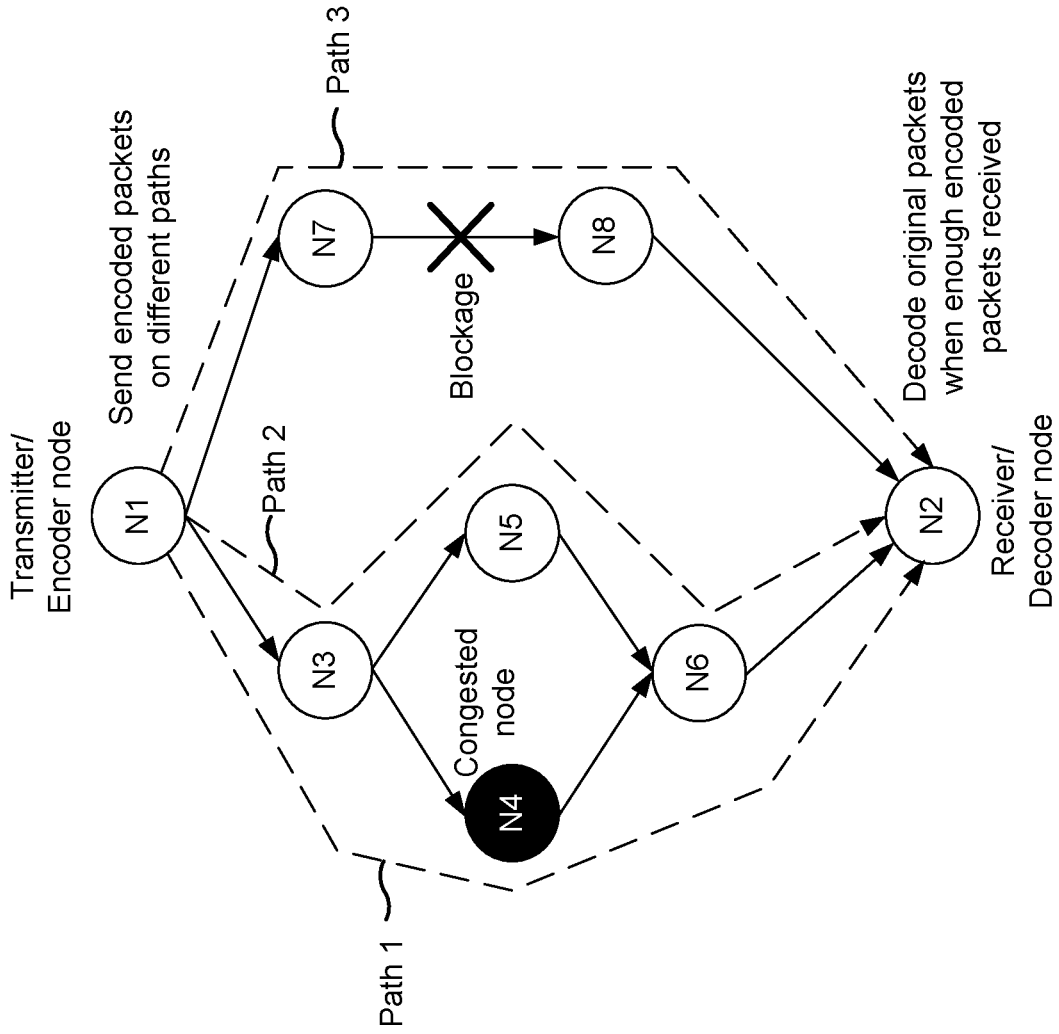 Transmitter/
Encoder node
N1
Send encoded packets
on different paths
Path 1
Path 2
Path 3
N3
N7
Congested
node
N4
N5
Blockage
N6
N8
N2
Receiver/
Decoder node
Decode original packets
when enough encoded
packets received